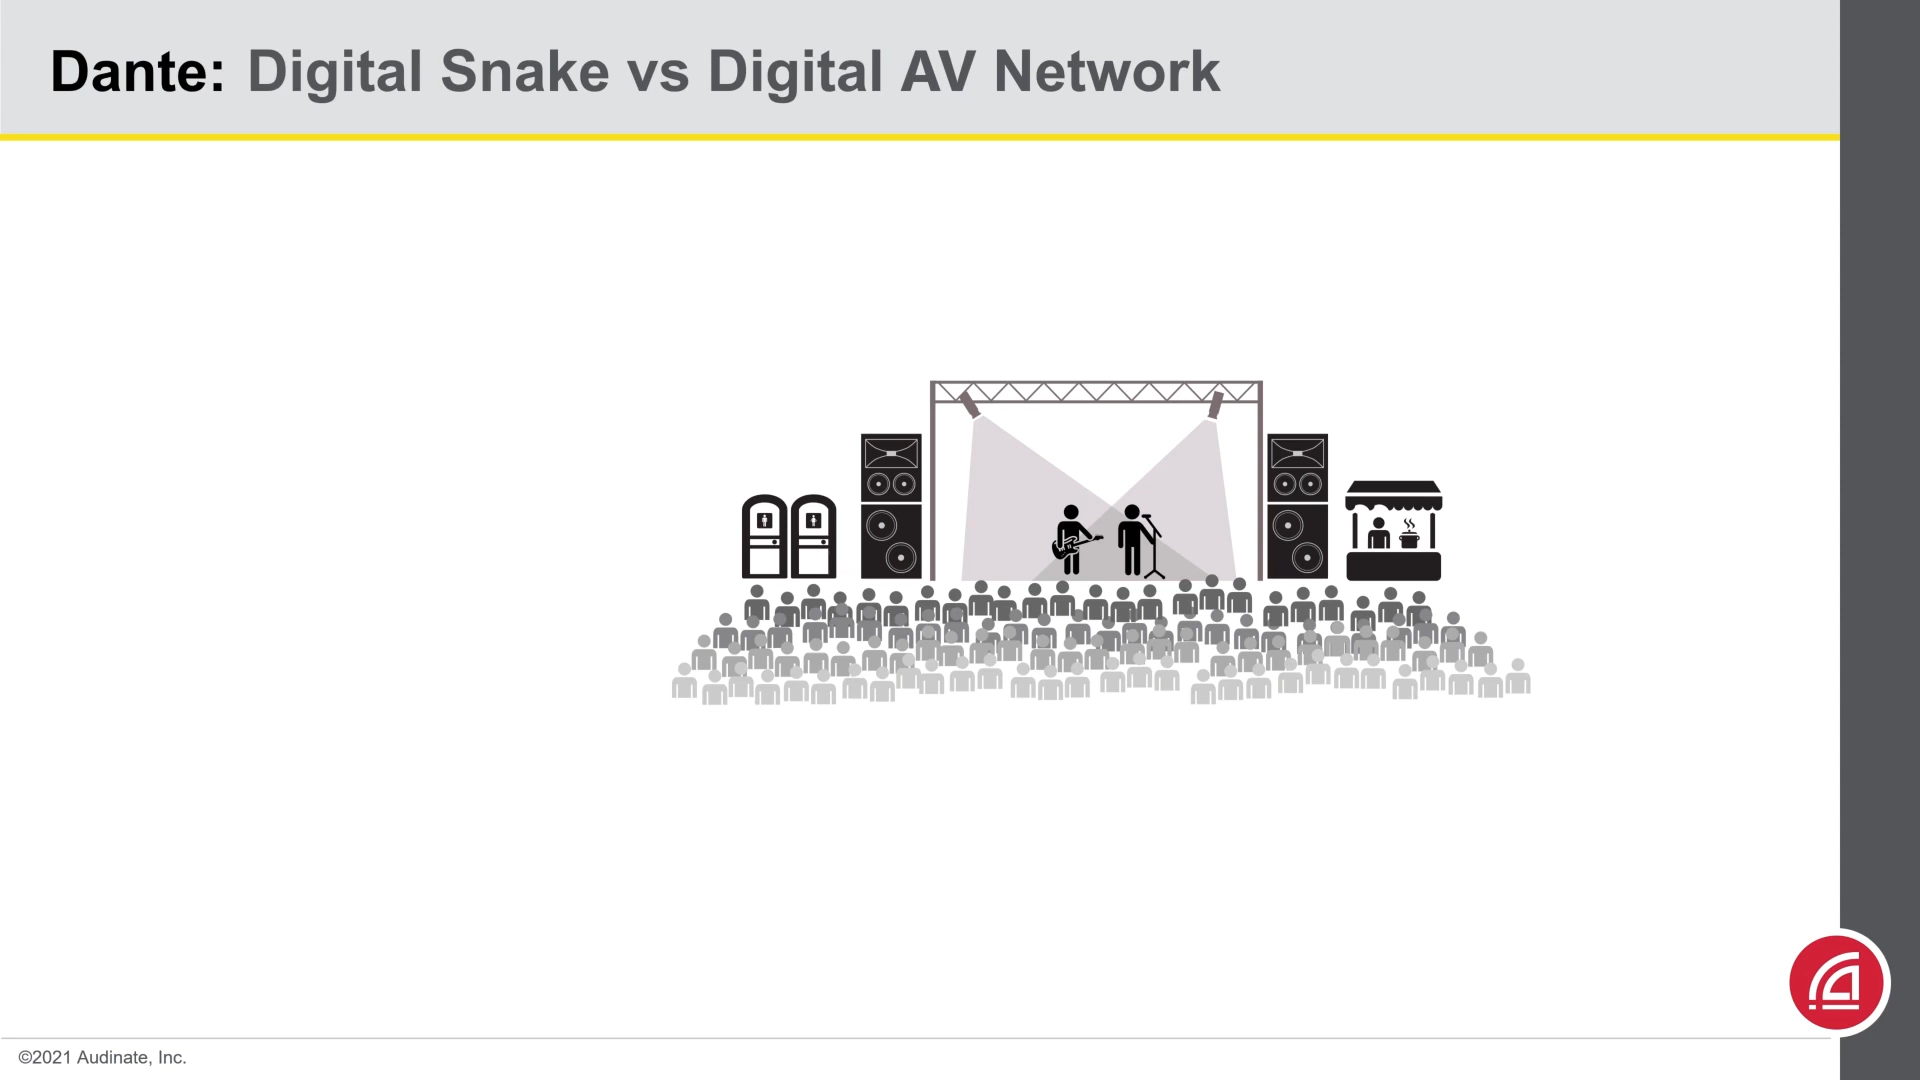 Dante: Digital Snake vs Digital AV Network
©2021 Audinate, Inc.